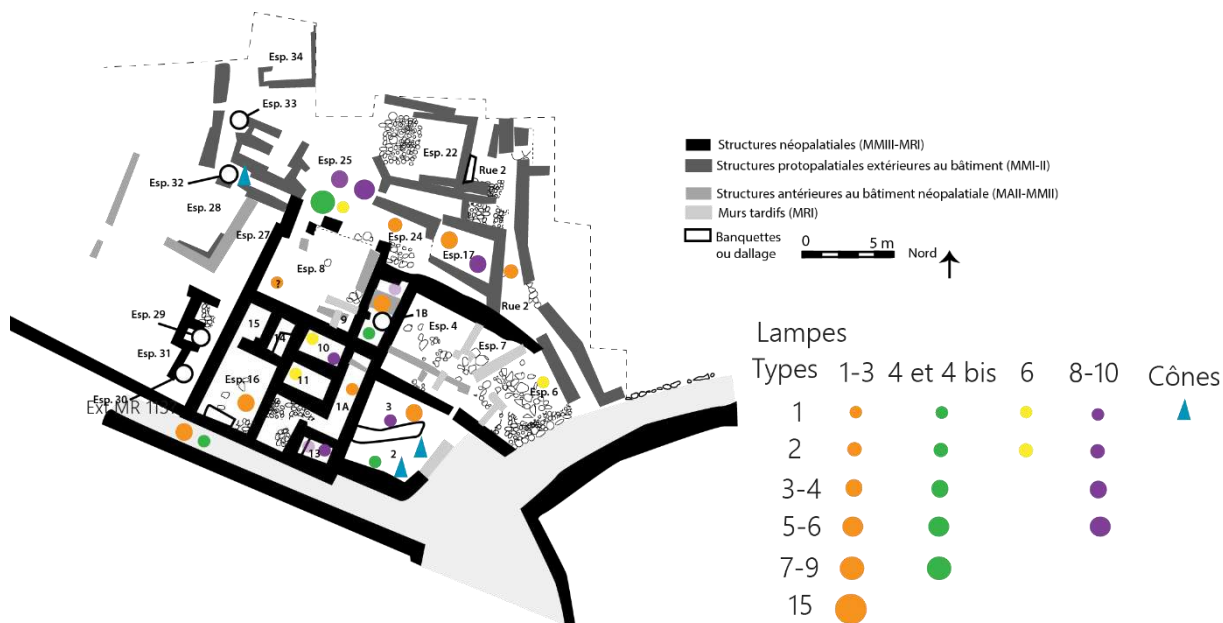 Esp. 34
Esp. 33
Esp. 25
Esp. 22
Rue 2
Esp. 32
Esp. 28
Esp. 27
Esp. 24
Esp.17
Esp. 8
?
Rue 2
Esp. 29
15
14
9
1B
Esp. 4
10
Esp. 7
Esp. 31
Esp. 16
11
Esp. 6
Esp. 30
1A
3
13
2
Structures néopalatiales (MMIII-MRI)
Structures protopalatiales extérieures au bâtiment (MMI-II)
Structures antérieures au bâtiment néopalatiale (MAII-MMII)
Murs tardifs (MRI)
Banquettes
ou dallage
0 5 m
Nord
Lampes
Types 1-3 4 et 4 bis 6 8-10 Cônes
1
2
3-4
5-6
7-9
15